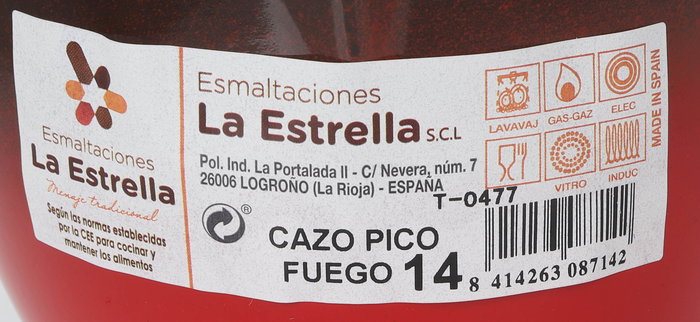 Esmaltaciones
La Estrella
Menaje tradicional
Según las normas establecidas
por la CEE para cocinar y
mantener los alimentos
Esmaltaciones
La Estrella S.C.L
Pol. Ind. La Portalada II - C/ Nevera, núm. 7
26006 LOGROÑO (La Rioja) - ESPAÑA
T-0477
®
CAZO PICO
FUEGO 14
LAVAVAJ GAS-GAZ ELEC
VITRO INDUC
MADE IN SPAIN
8 414263 087142